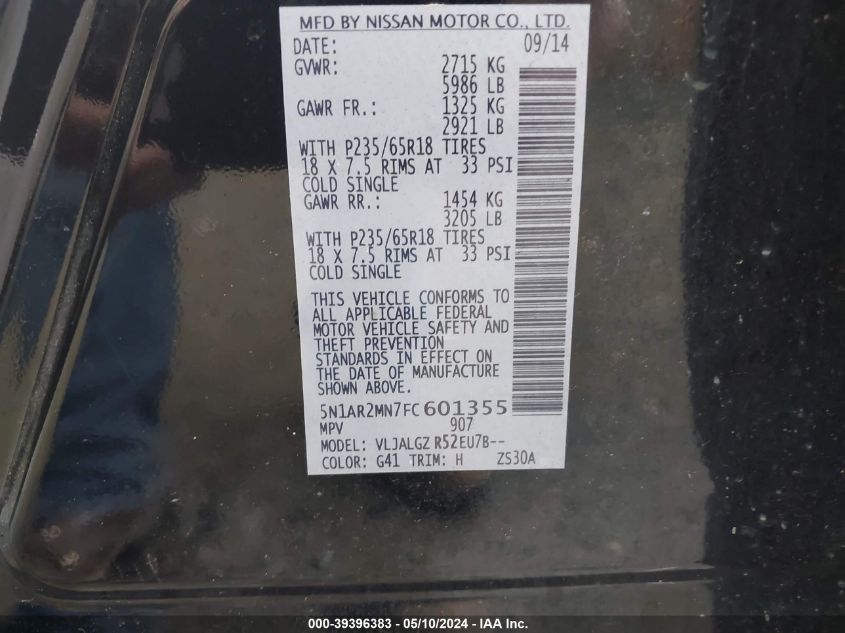 MFD BY NISSAN MOTOR CO., LTD.
DATE: 09/14
GVWR: 2715 KG
5986 LB
GAWR FR.: 1325 KG
2921 LB
WITH P235/65R18 TIRES
18 X 7.5 RIMS AT 33 PSI
COLD SINGLE
GAWR RR.: 1454 KG
3205 LB
WITH P235/65R18 TIRES
18 X 7.5 RIMS AT 33 PSI
COLD SINGLE
THIS VEHICLE CONFORMS TO
ALL APPLICABLE FEDERAL
MOTOR VEHICLE SAFETY AND
THEFT PREVENTION
STANDARDS IN EFFECT ON
THE DATE OF MANUFACTURE
SHOWN ABOVE.
5N1AR2MN7FC601355
MPV 907
MODEL: VLJALGZ R52EU7B--
COLOR: G41 TRIM: H ZS30A
000-39396383 - 05/10/2024 - IAA Inc.